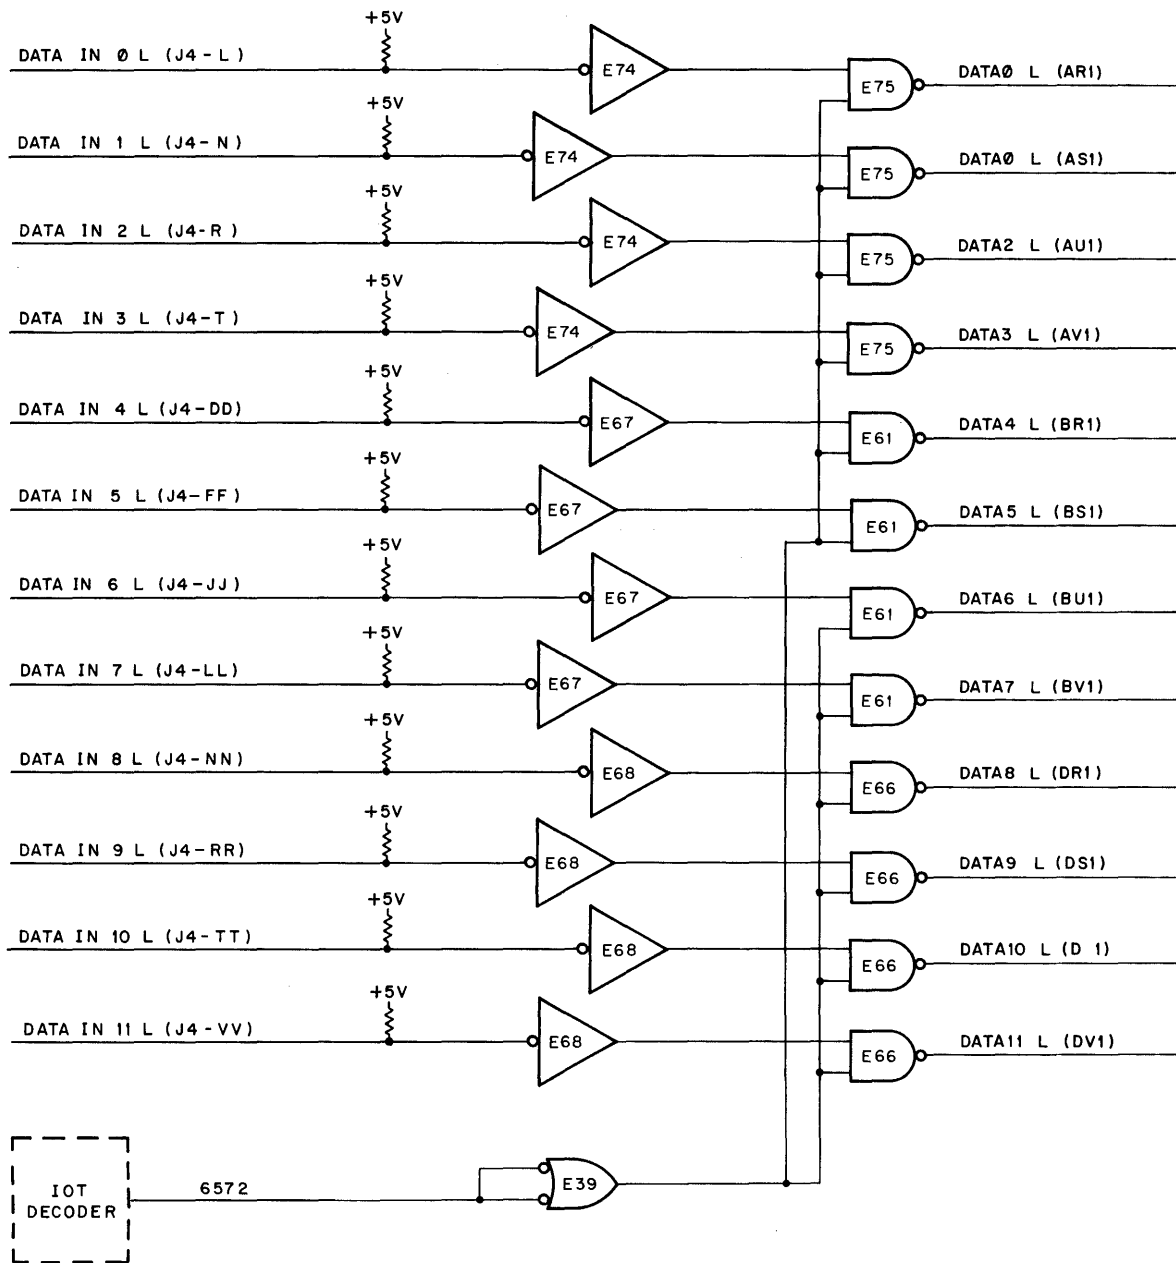 +5V
DATA IN 0 L (J4-L)
E74
E75
DATA0 L (AR1)
+5V
DATA IN 1 L (J4-N)
E74
E75
DATA0 L (AS1)
+5V
DATA IN 2 L (J4-R)
E74
E75
DATA2 L (AU1)
+5V
DATA IN 3 L (J4-T)
E74
E75
DATA3 L (AV1)
+5V
DATA IN 4 L (J4-DD)
E67
E61
DATA4 L (BR1)
+5V
DATA IN 5 L (J4-FF)
E67
E61
DATA5 L (BS1)
+5V
DATA IN 6 L (J4-JJ)
E67
E61
DATA6 L (BU1)
+5V
DATA IN 7 L (J4-LL)
E67
E61
DATA7 L (BV1)
+5V
DATA IN 8 L (J4-NN)
E68
E66
DATA8 L (DR1)
+5V
DATA IN 9 L (J4-RR)
E68
E66
DATA9 L (DS1)
+5V
DATA IN 10 L (J4-TT)
E68
E66
DATA10 L (D 1)
+5V
DATA IN 11 L (J4-VV)
E68
E66
DATA11 L (DV1)
IOT
DECODER
6572
E39